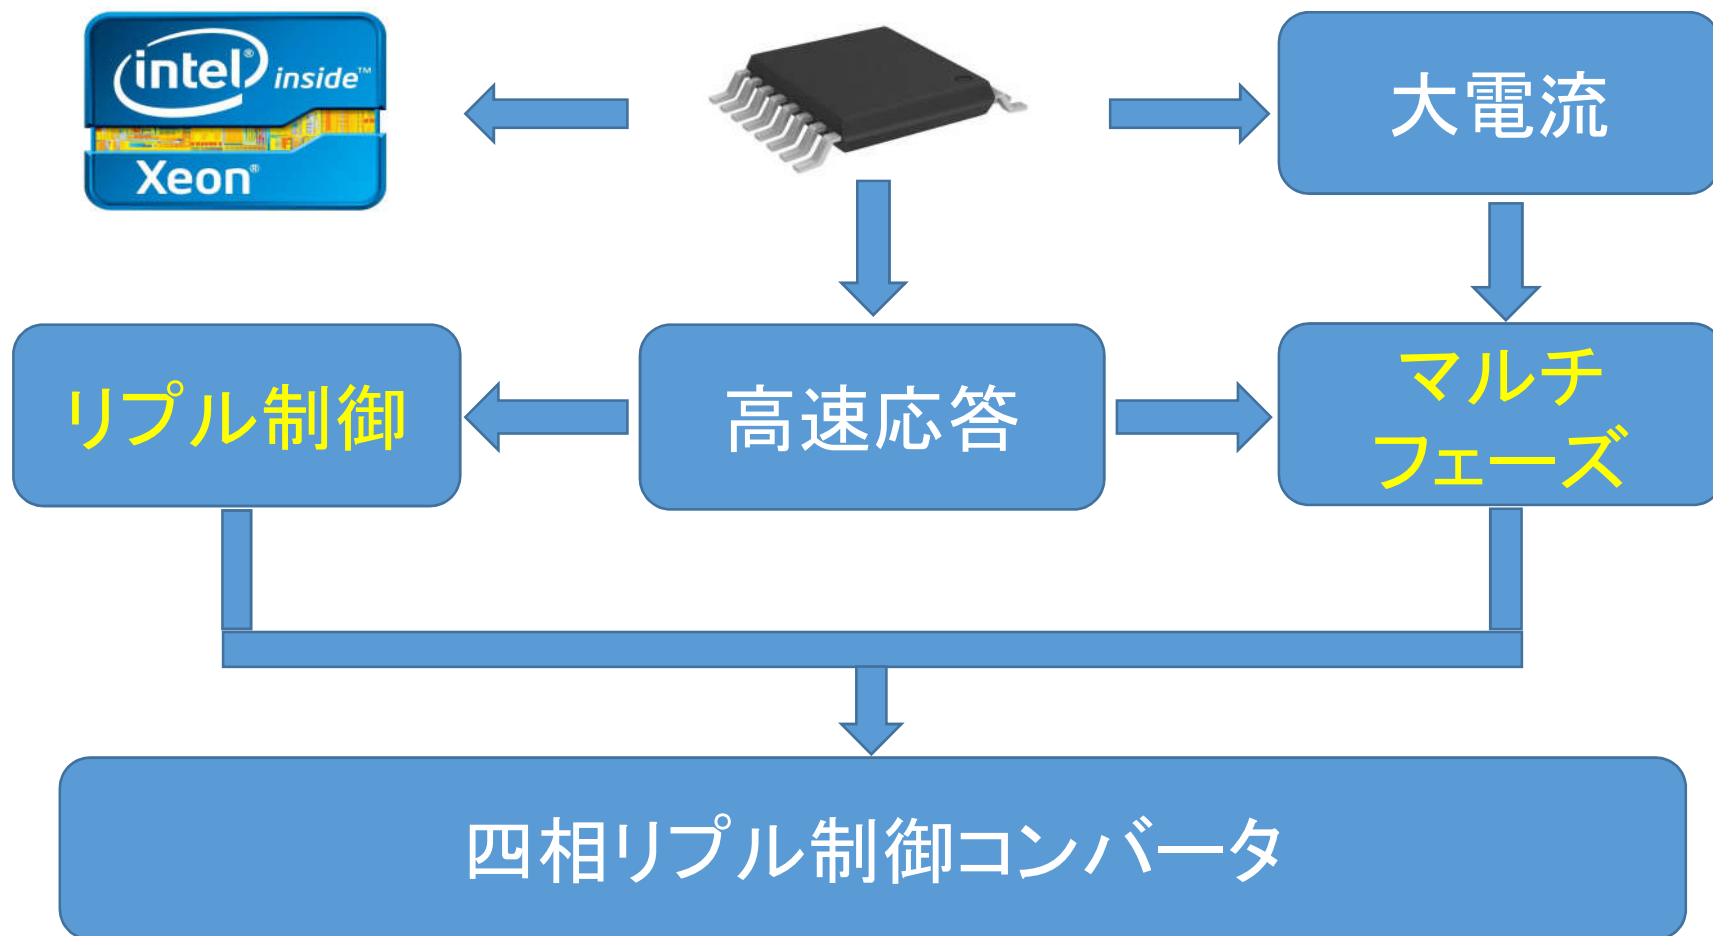 intel® inside™
Xeon®
大電流
リプル制御
高速応答
マルチ
フェーズ
四相リプル制御コンバータ